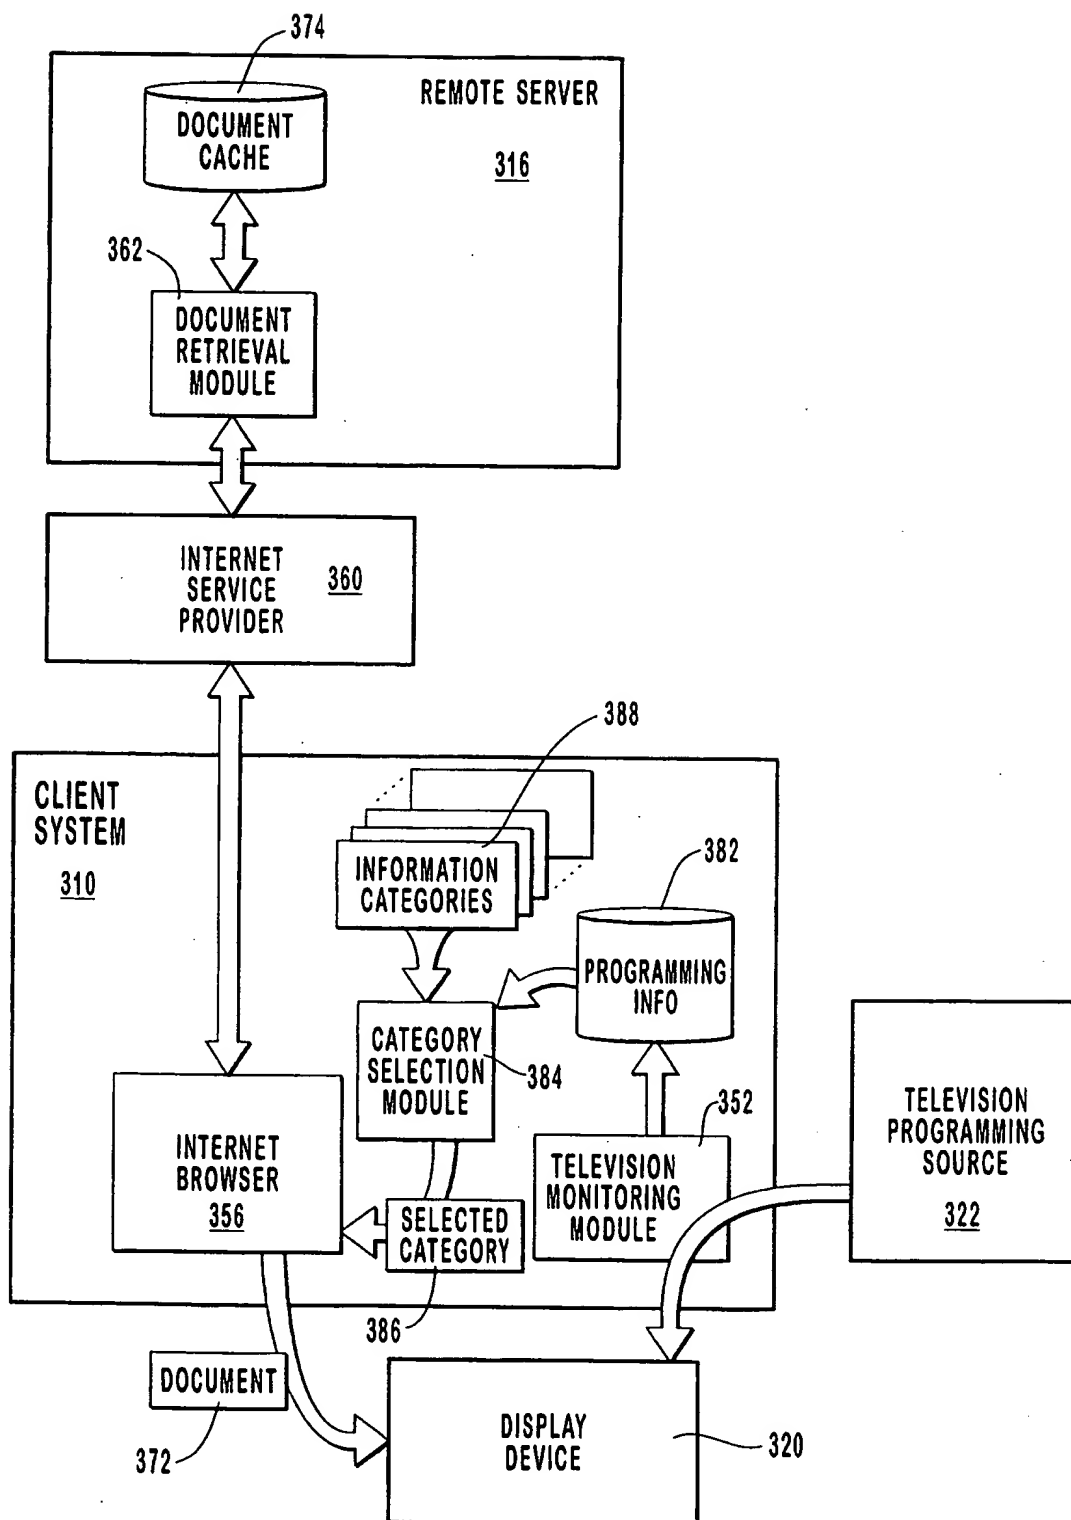 374
REMOTE SERVER
316
DOCUMENT
CACHE
362
DOCUMENT
RETRIEVAL
MODULE
INTERNET
SERVICE
PROVIDER
360
388
CLIENT
SYSTEM
310
INFORMATION
CATEGORIES
382
PROGRAMMING
INFO
CATEGORY
SELECTION
MODULE
384
352
TELEVISION
PROGRAMMING
SOURCE
322
INTERNET
BROWSER
356
TELEVISION
MONITORING
MODULE
SELECTED
CATEGORY
386
DOCUMENT
372
DISPLAY
DEVICE
320